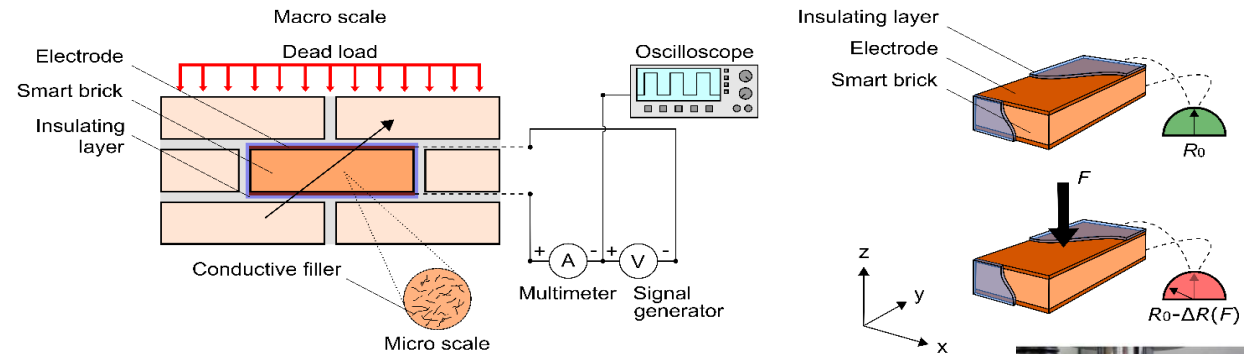 Macro scale
Dead load
Electrode
Smart brick
Insulating
layer
Oscilloscope
+ A - + V -
Multimeter
Signal
generator
Conductive filler
Micro scale
Insulating layer
Electrode
Smart brick
R0
F
z
y
x
R0-ΔR(F)